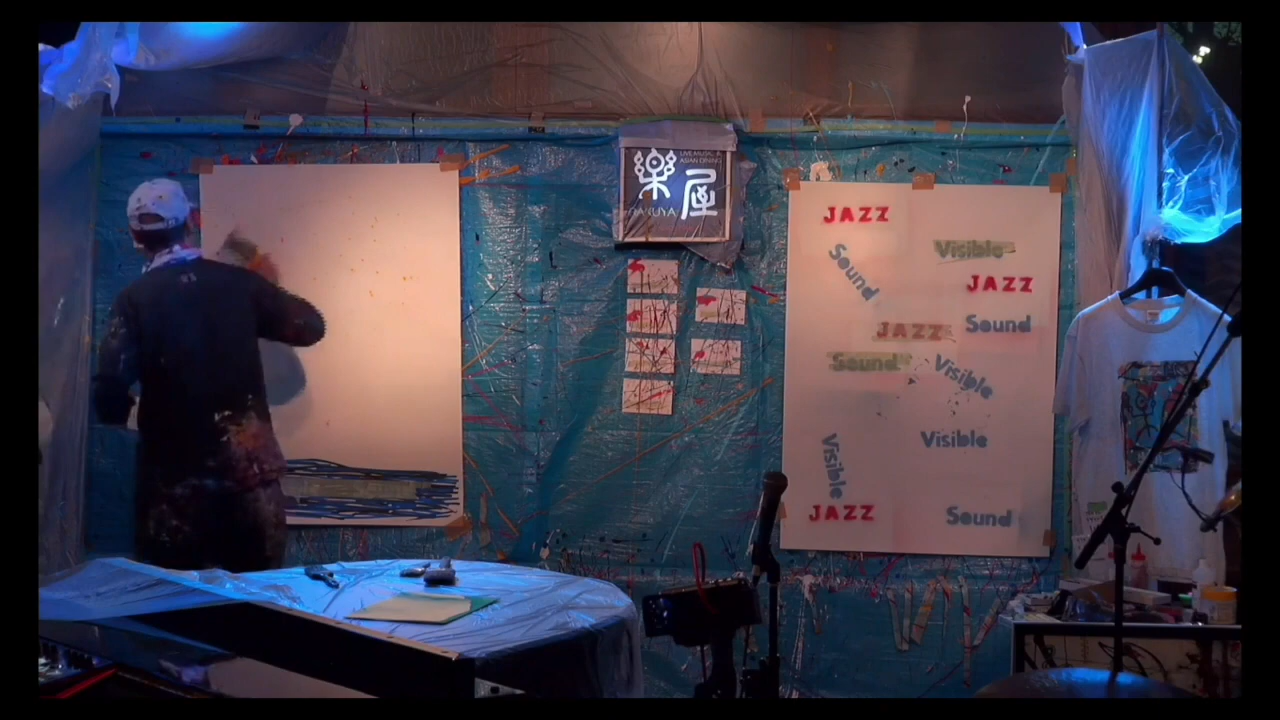 楽屋
LIVE MUSIC &
ASIAN DINING
RAKUYA
JAZZ
Visible
Sound
JAZZ
JAZZ
Sound
Sound
Visible
Visible
Visible
JAZZ
Sound